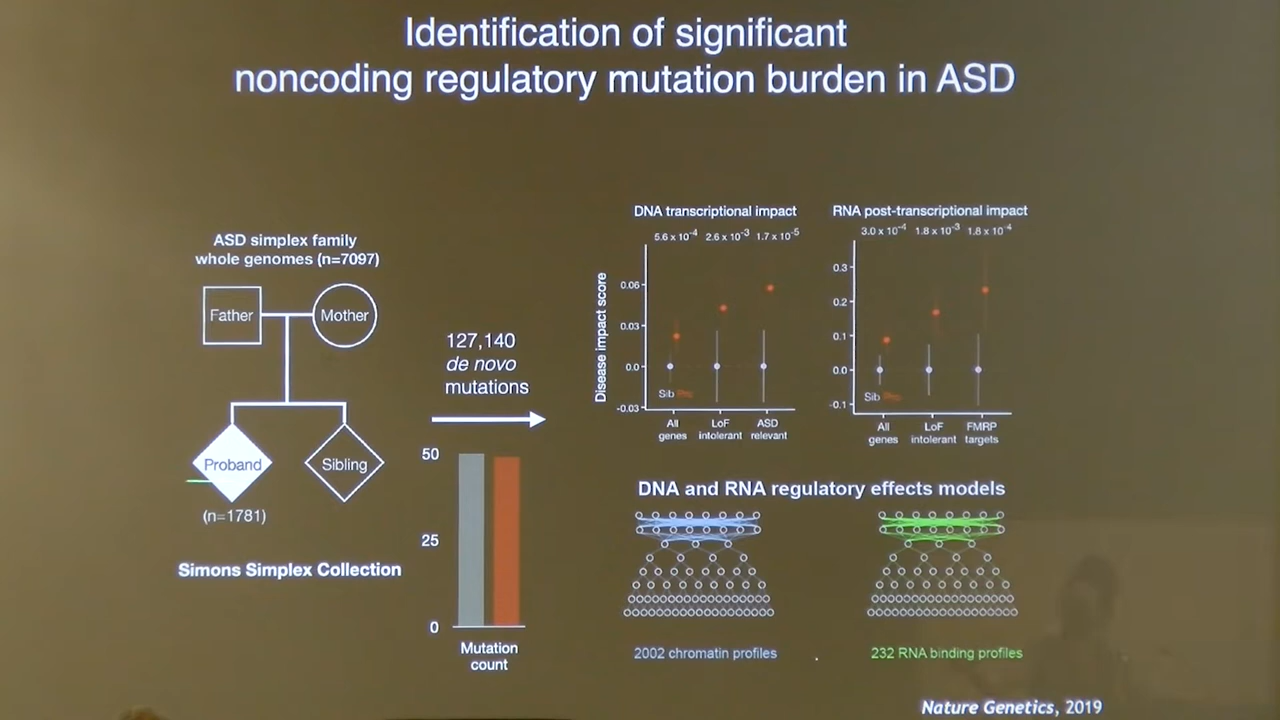 Identification of significant
noncoding regulatory mutation burden in ASD
ASD simplex family
whole genomes (n=7097)
Father
Mother
Proband
Sibling
(n=1781)
Simons Simplex Collection
127,140
de novo
mutations
50
25
0
Mutation
count
DNA transcriptional impact
5.6 x 10⁻⁴ 2.6 x 10⁻³ 1.7 x 10⁻⁵
Disease impact score
0.06
0.03
0.0
-0.03
Sib
All genes
LoF intolerant
ASD relevant
RNA post-transcriptional impact
3.0 x 10⁻⁴ 1.8 x 10⁻³ 1.8 x 10⁻⁴
0.3
0.2
0.1
0.0
-0.1
Sib
All genes
LoF intolerant
FMRP targets
DNA and RNA regulatory effects models
2002 chromatin profiles
232 RNA binding profiles
Nature Genetics, 2019